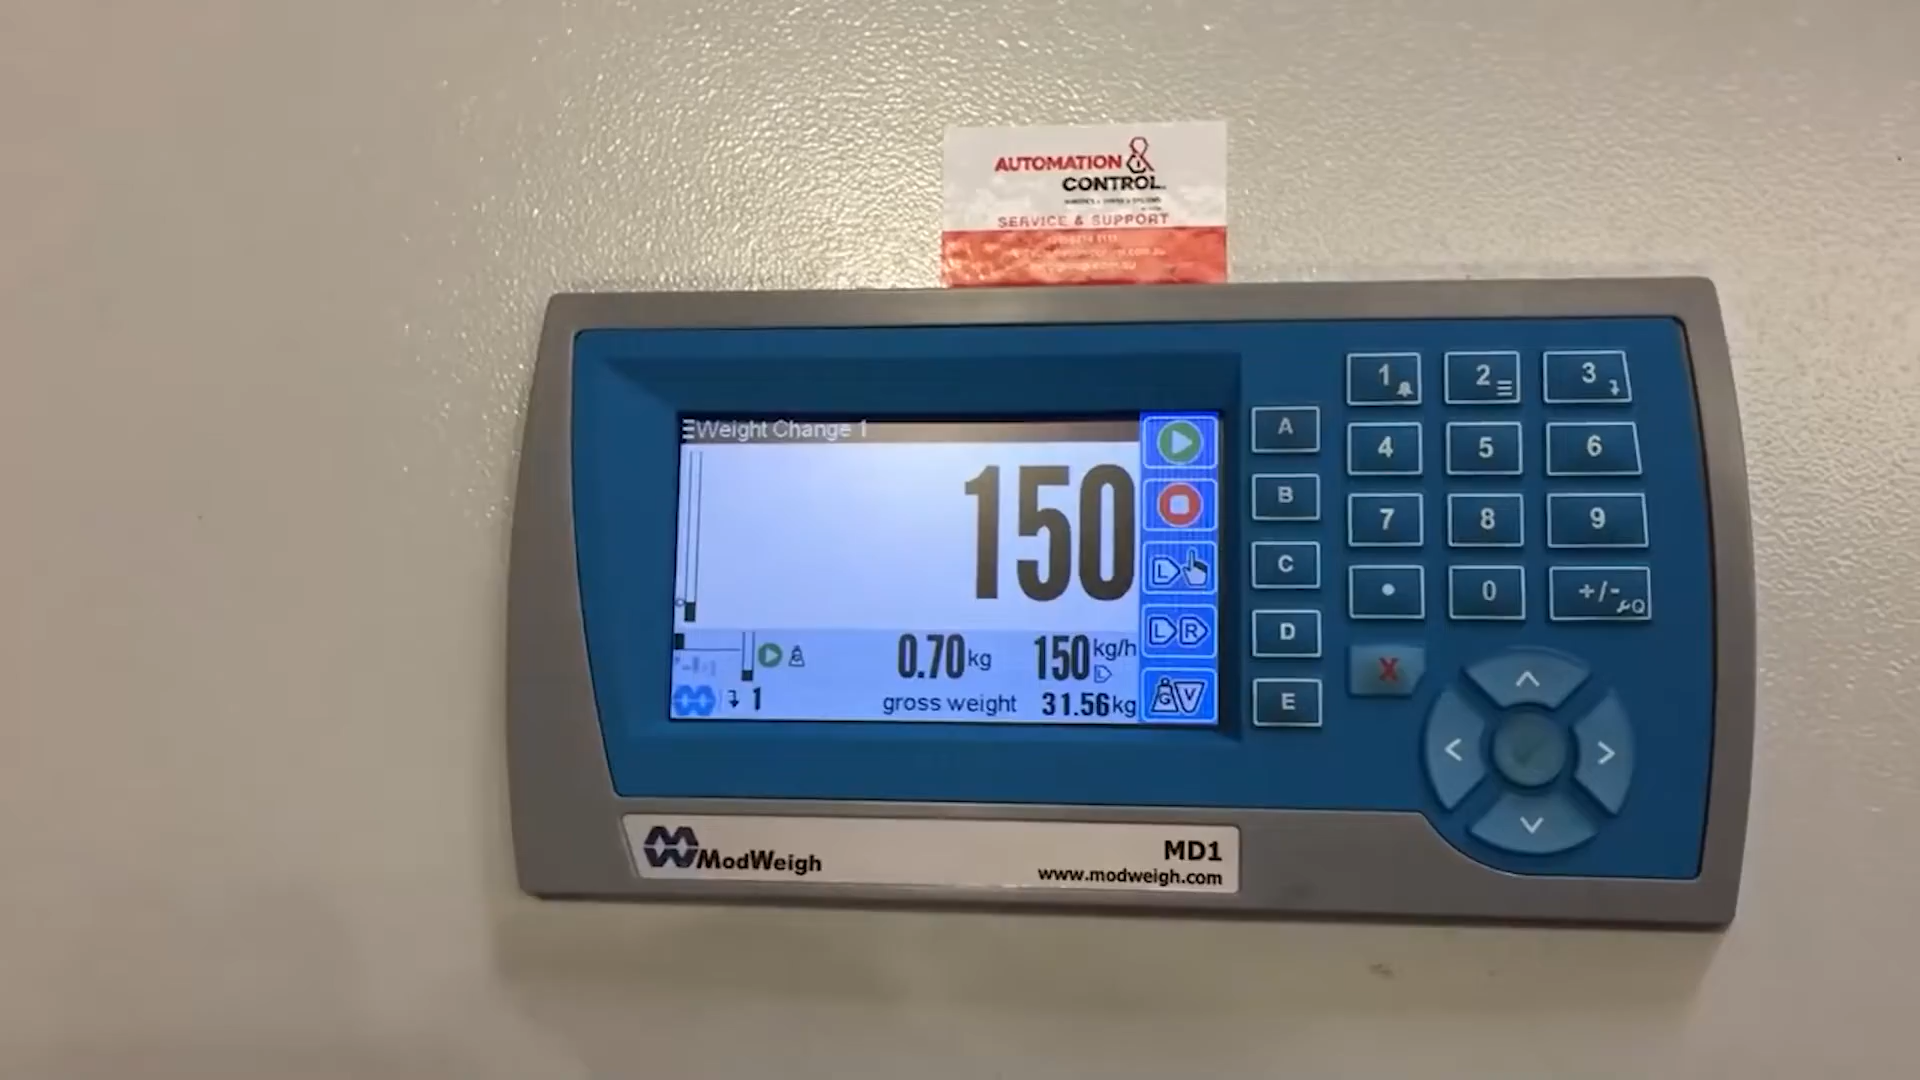 AUTOMATION &
CONTROL
SERVICE & SUPPORT
Weight Change 1
150
0.70kg 150kg/h
L
1 gross weight 31.56kg
L
L R
G V
A
B
C
D
E
1 2 3
4 5 6
7 8 9
• 0 +/-
X
< >
ModWeigh
MD1
www.modweigh.com